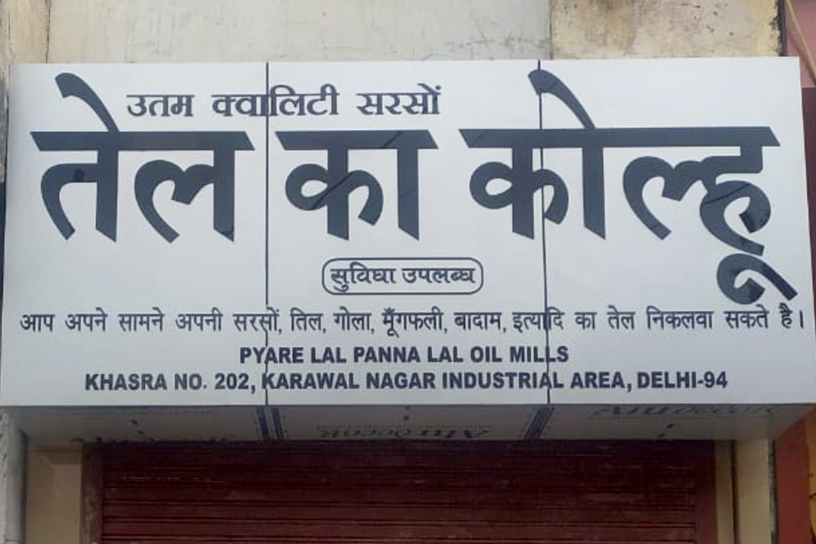 उतम क्वालिटी सरसों
तेल का कोल्हू
सुविधा उपलब्ध
आप अपने सामने अपनी सरसों, तिल, गोला, मूँगफली, बादाम, इत्यादि का तेल निकलवा सकते है।
PYARE LAL PANNA LAL OIL MILLS
KHASRA NO. 202, KARAWAL NAGAR INDUSTRIAL AREA, DELHI-94